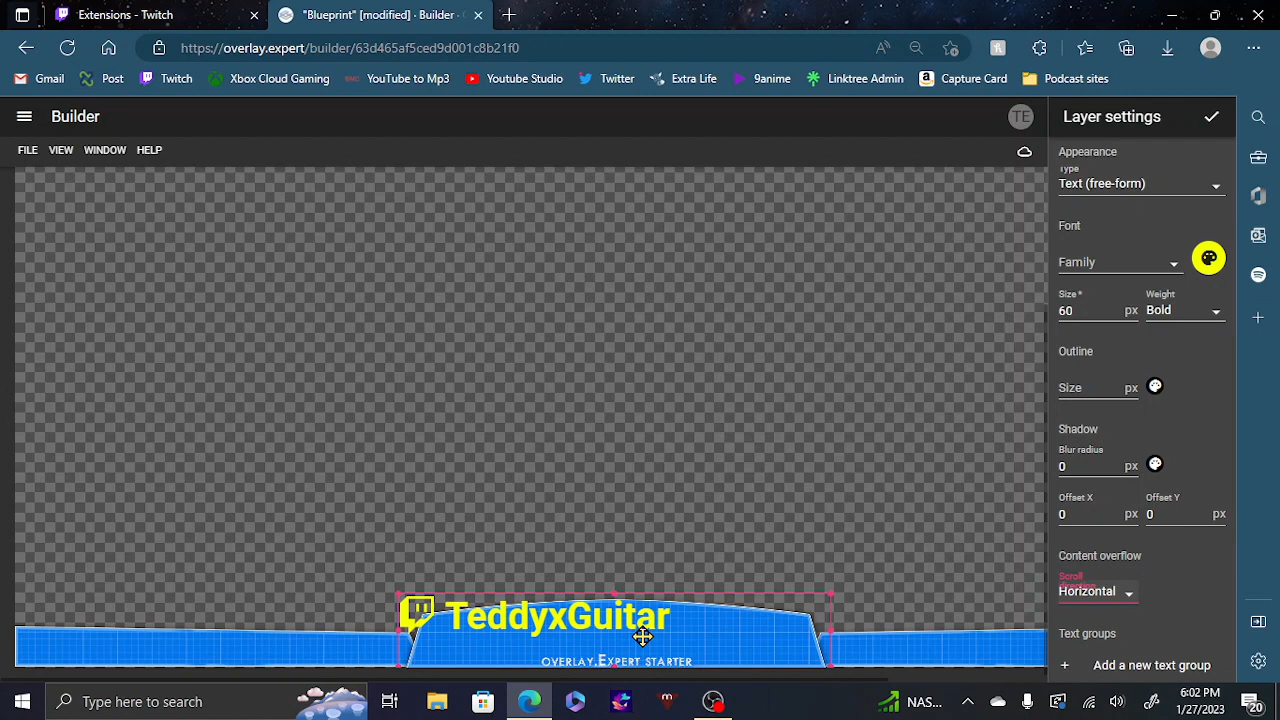 Extensions - Twitch
"Blueprint" [modified] - Builder -
https://overlay.expert/builder/63d465af5ced9d001c8b21f0
Gmail Post Twitch Xbox Cloud Gaming YouTube to Mp3 Youtube Studio Twitter Extra Life 9anime Linktree Admin Capture Card Podcast sites
Builder
TE
Layer settings
FILE VIEW WINDOW HELP
Appearance
Type
Text (free-form)
Font
Family
Size *
Weight
60 px
Bold
Outline
Size px
Shadow
Blur radius
0 px
Offset X
Offset Y
0 px
0 px
Content overflow
Scroll direction
Horizontal
Text groups
+ Add a new text group
TeddyxGuitar
OVERLAY.EXPERT STARTER
Type here to search
NAS...
6:02 PM
1/27/2023
20